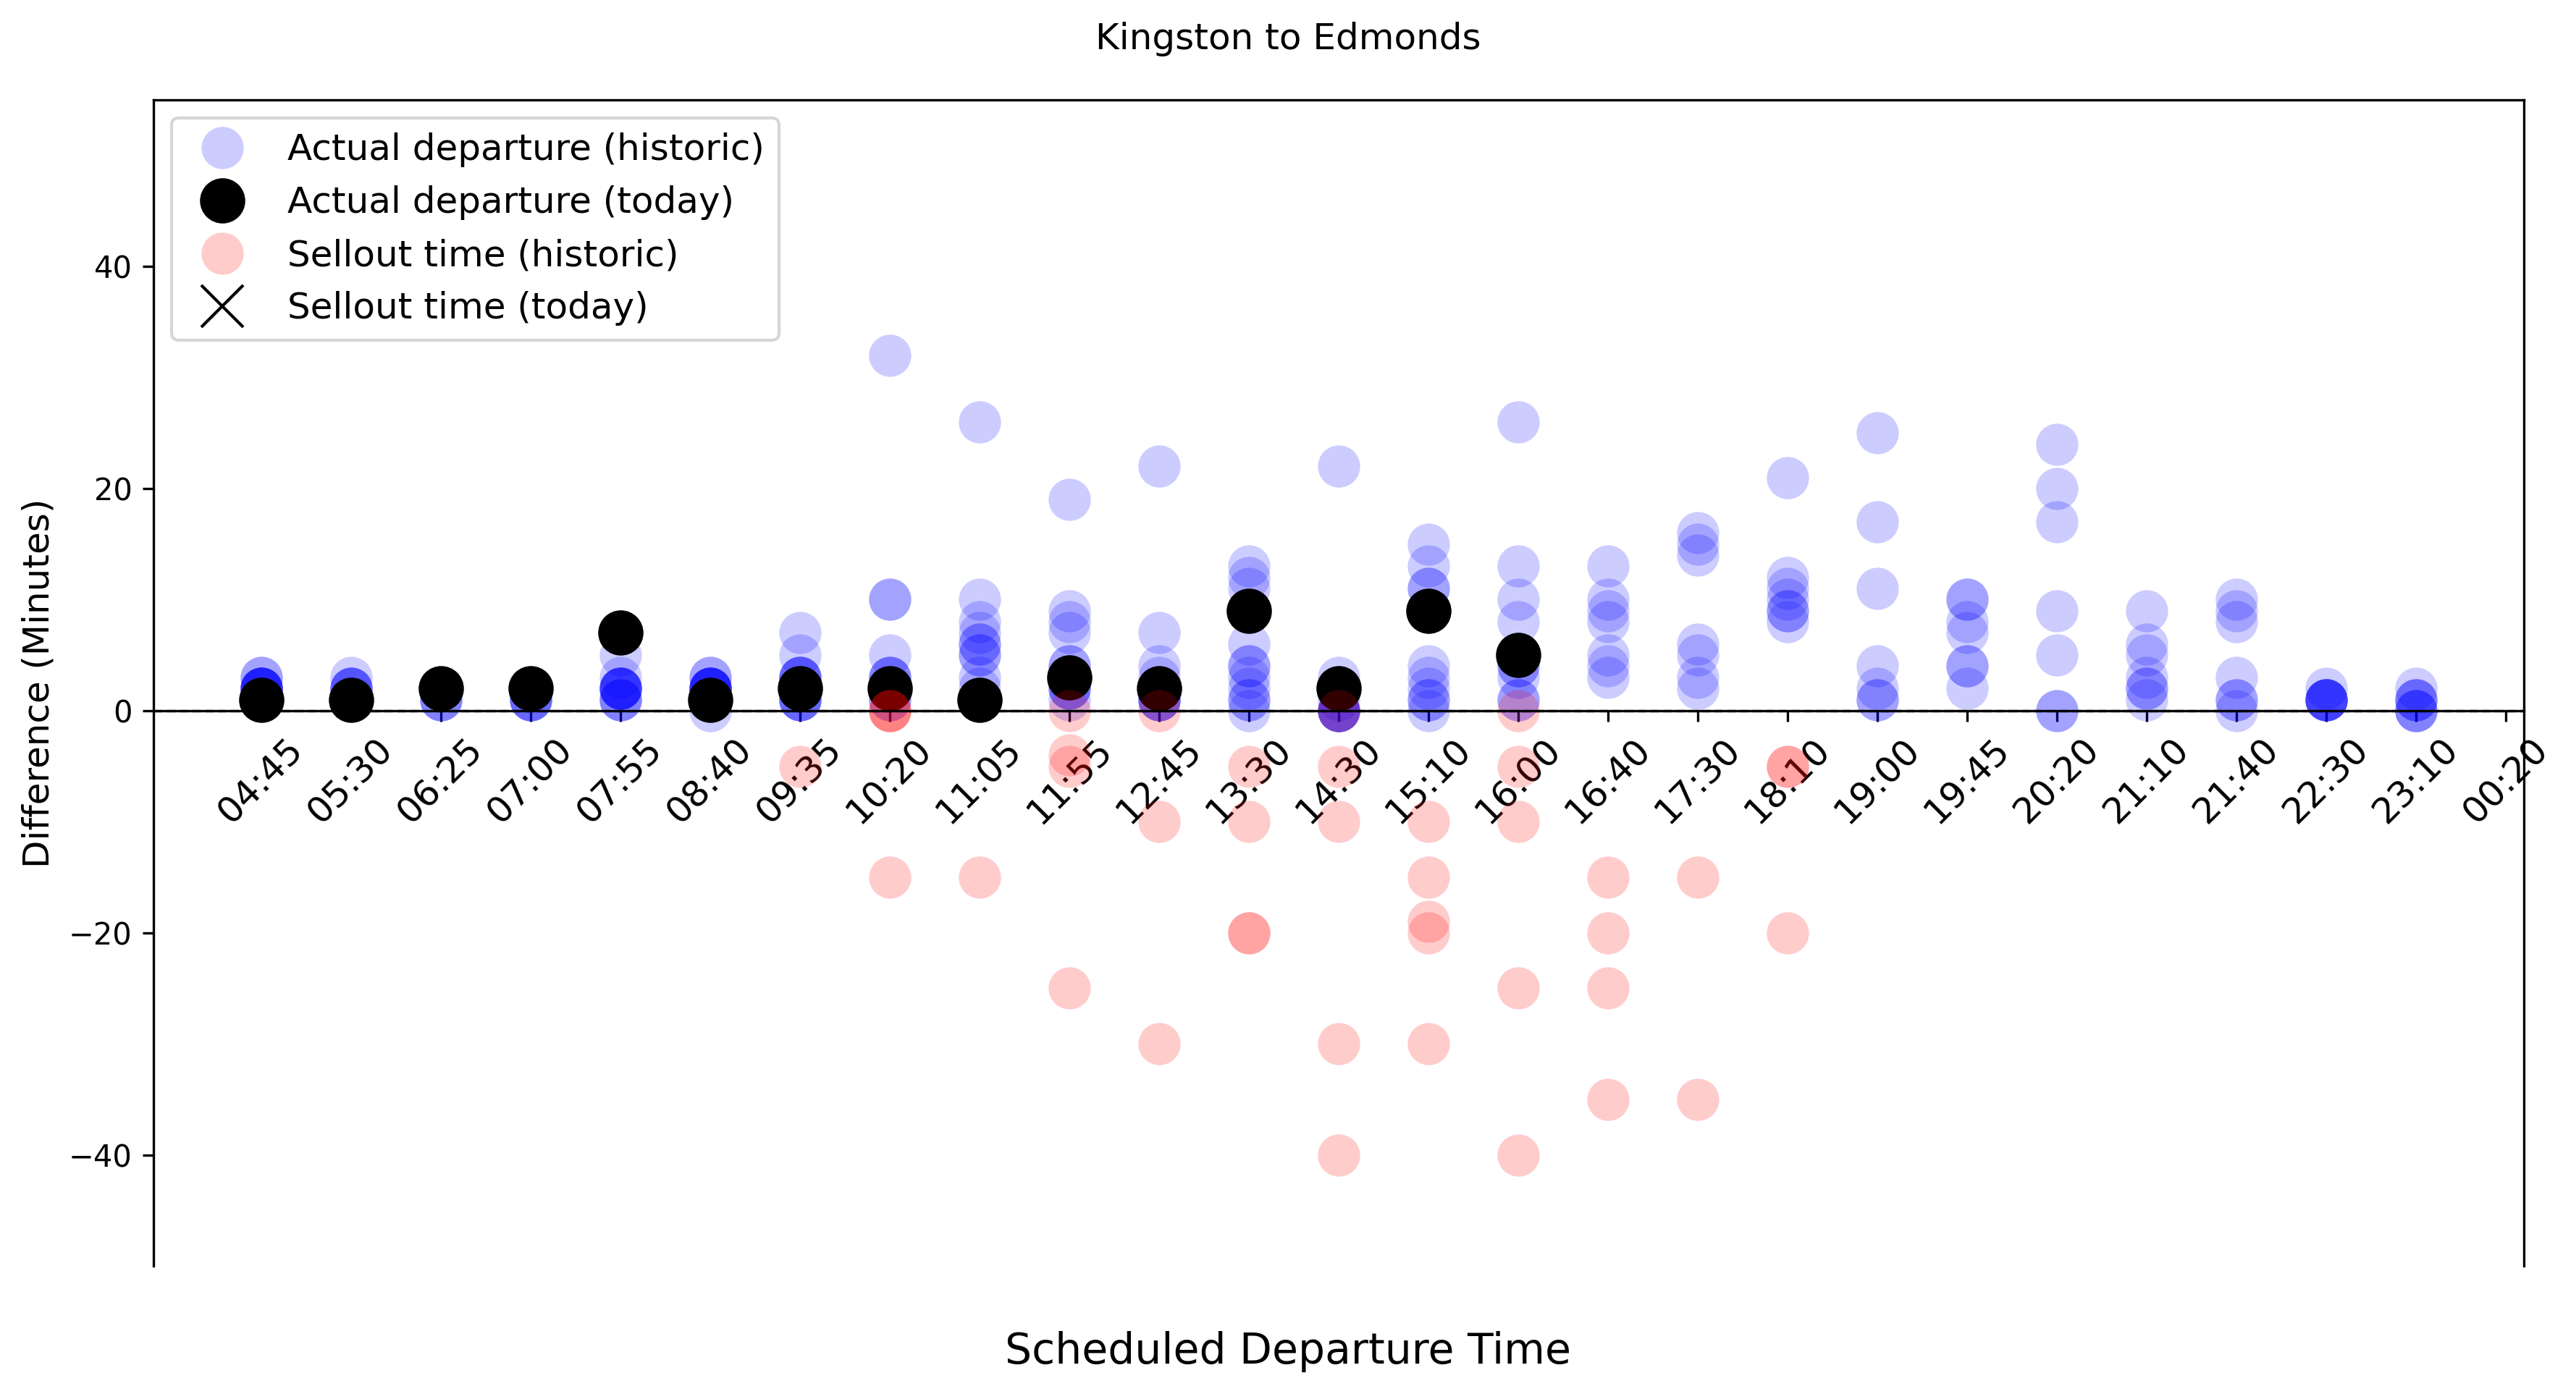 Kingston to Edmonds
Actual departure (historic)
Actual departure (today)
Sellout time (historic)
Sellout time (today)
Difference (Minutes)
40
20
0
−20
−40
04:45 05:30 06:25 07:00 07:55 08:40 09:35 10:20 11:05 11:55 12:45 13:30 14:30 15:10 16:00 16:40 17:30 18:10 19:00 19:45 20:20 21:10 21:40 22:30 23:10 00:20
Scheduled Departure Time